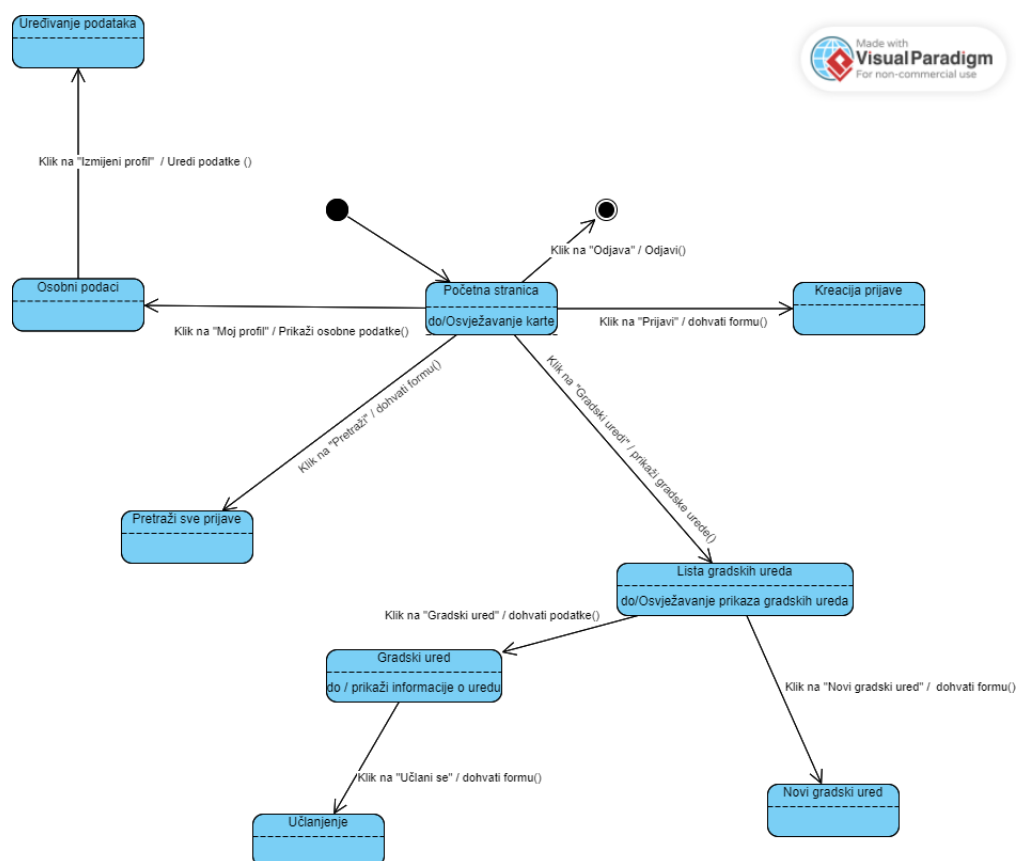 Uređivanje podataka
Made with
Visual Paradigm
For non-commercial use
Klik na "Izmijeni profil" / Uredi podatke ()
Klik na "Odjava" / Odjavi()
Osobni podaci
Početna stranica
do/Osvježavanje karte
Kreacija prijave
Klik na "Moj profil" / Prikaži osobne podatke()
Klik na "Prijavi" / dohvati formu()
Klik na "Pretraži" / dohvati formu()
Klik na "Gradski uredi" / prikaži gradske urede()
Pretraži sve prijave
Lista gradskih ureda
do/Osvježavanje prikaza gradskih ureda
Klik na "Gradski ured" / dohvati podatke()
Gradski ured
do / prikaži informacije o uredu
Klik na "Novi gradski ured" / dohvati formu()
Klik na "Učlani se" / dohvati formu()
Novi gradski ured
Učlanjenje